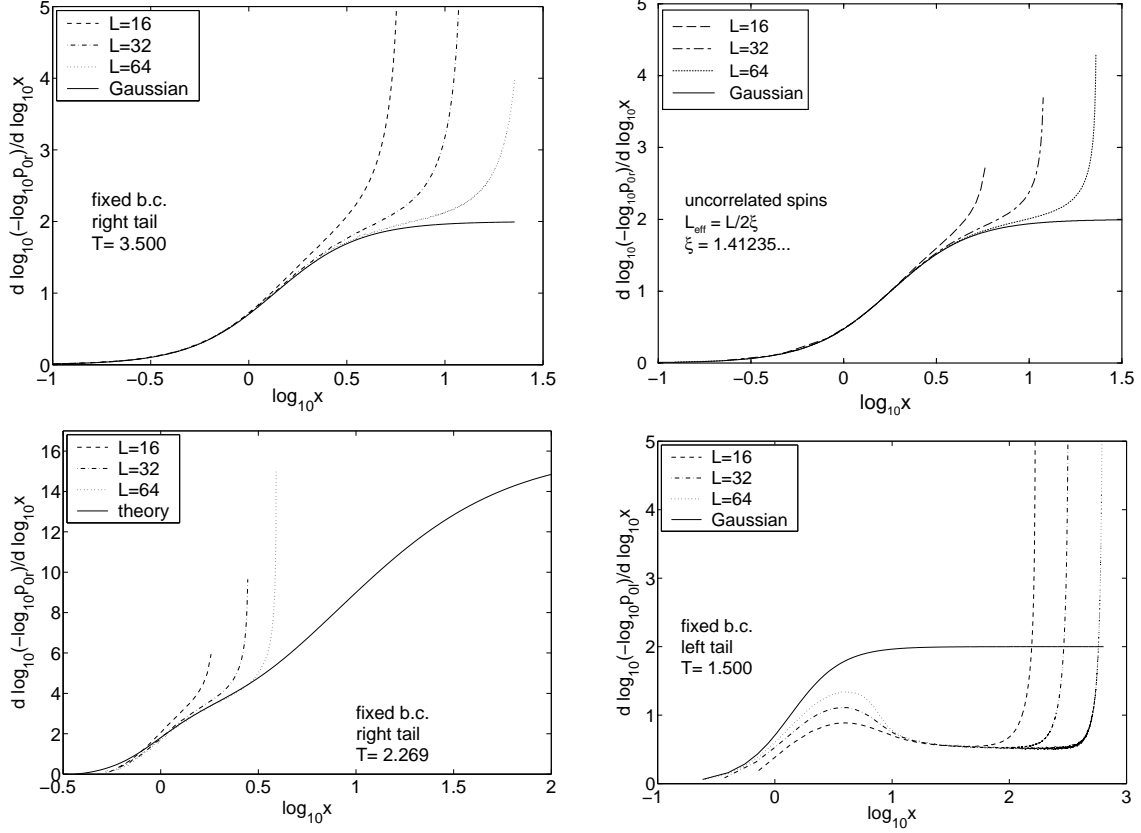 5
4
3
2
1
0
−1
−0.5
0
0.5
1
1.5
d log10(-log10p0r)/d log10x
log10x
L=16
L=32
L=64
Gaussian
fixed b.c.
right tail
T= 3.500
5
4
3
2
1
0
−1
−0.5
0
0.5
1
1.5
d log10(-log10p0r)/d log10x
log10x
L=16
L=32
L=64
Gaussian
uncorrelated spins
Leff = L/2ξ
ξ = 1.41235...
16
14
12
10
8
6
4
2
0
−0.5
0
0.5
1
1.5
2
d log10(-log10p0r)/d log10x
log10x
L=16
L=32
L=64
theory
fixed b.c.
right tail
T= 2.269
5
4
3
2
1
0
−1
0
1
2
3
d log10(-log10p0l)/d log10x
log10x
L=16
L=32
L=64
Gaussian
fixed b.c.
left tail
T= 1.500